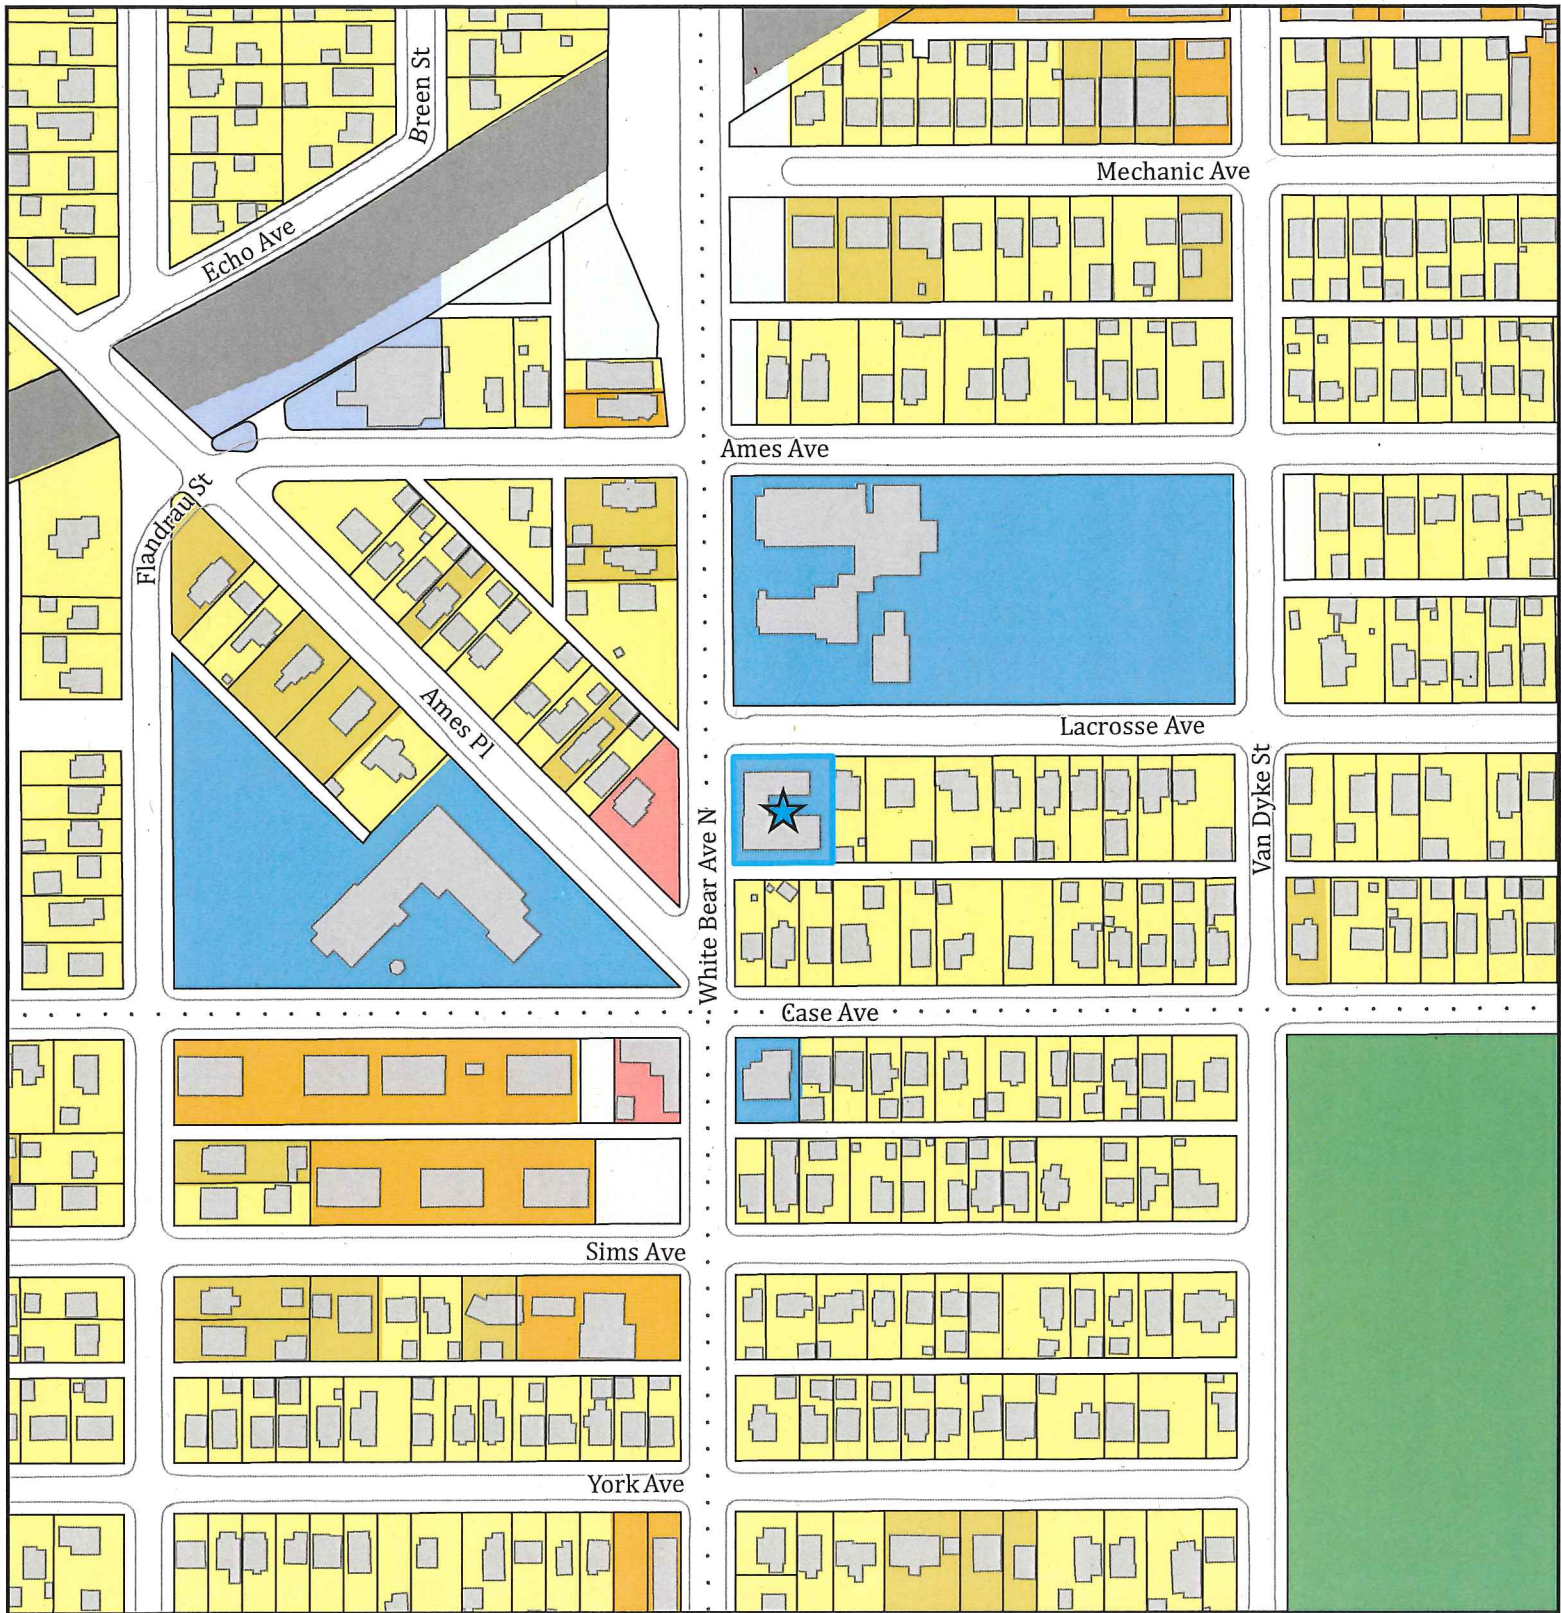 Breen St
Mechanic Ave
Echo Ave
Ames Ave
Flandrau St
Ames Pl
Lacrosse Ave
White Bear Ave N
Van Dyke St
Case Ave
Sims Ave
York Ave